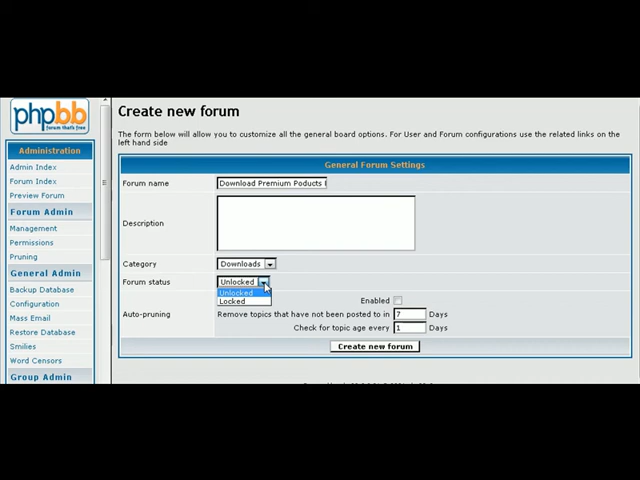 phpBB
forum that's free
Administration
Admin Index
Forum Index
Preview Forum
Forum Admin
Management
Permissions
Pruning
General Admin
Backup Database
Configuration
Mass Email
Restore Database
Smilies
Word Censors
Group Admin
Create new forum
The form below will allow you to customize all the general board options. For User and Forum configurations use the related links on the
left hand side
General Forum Settings
Forum name
Download Premium Poducts
Description
Category
Downloads
Forum status
Unlocked
Unlocked
Locked
Auto-pruning
Enabled
Remove topics that have not been posted to in 7 Days
Check for topic age every 1 Days
Create new forum